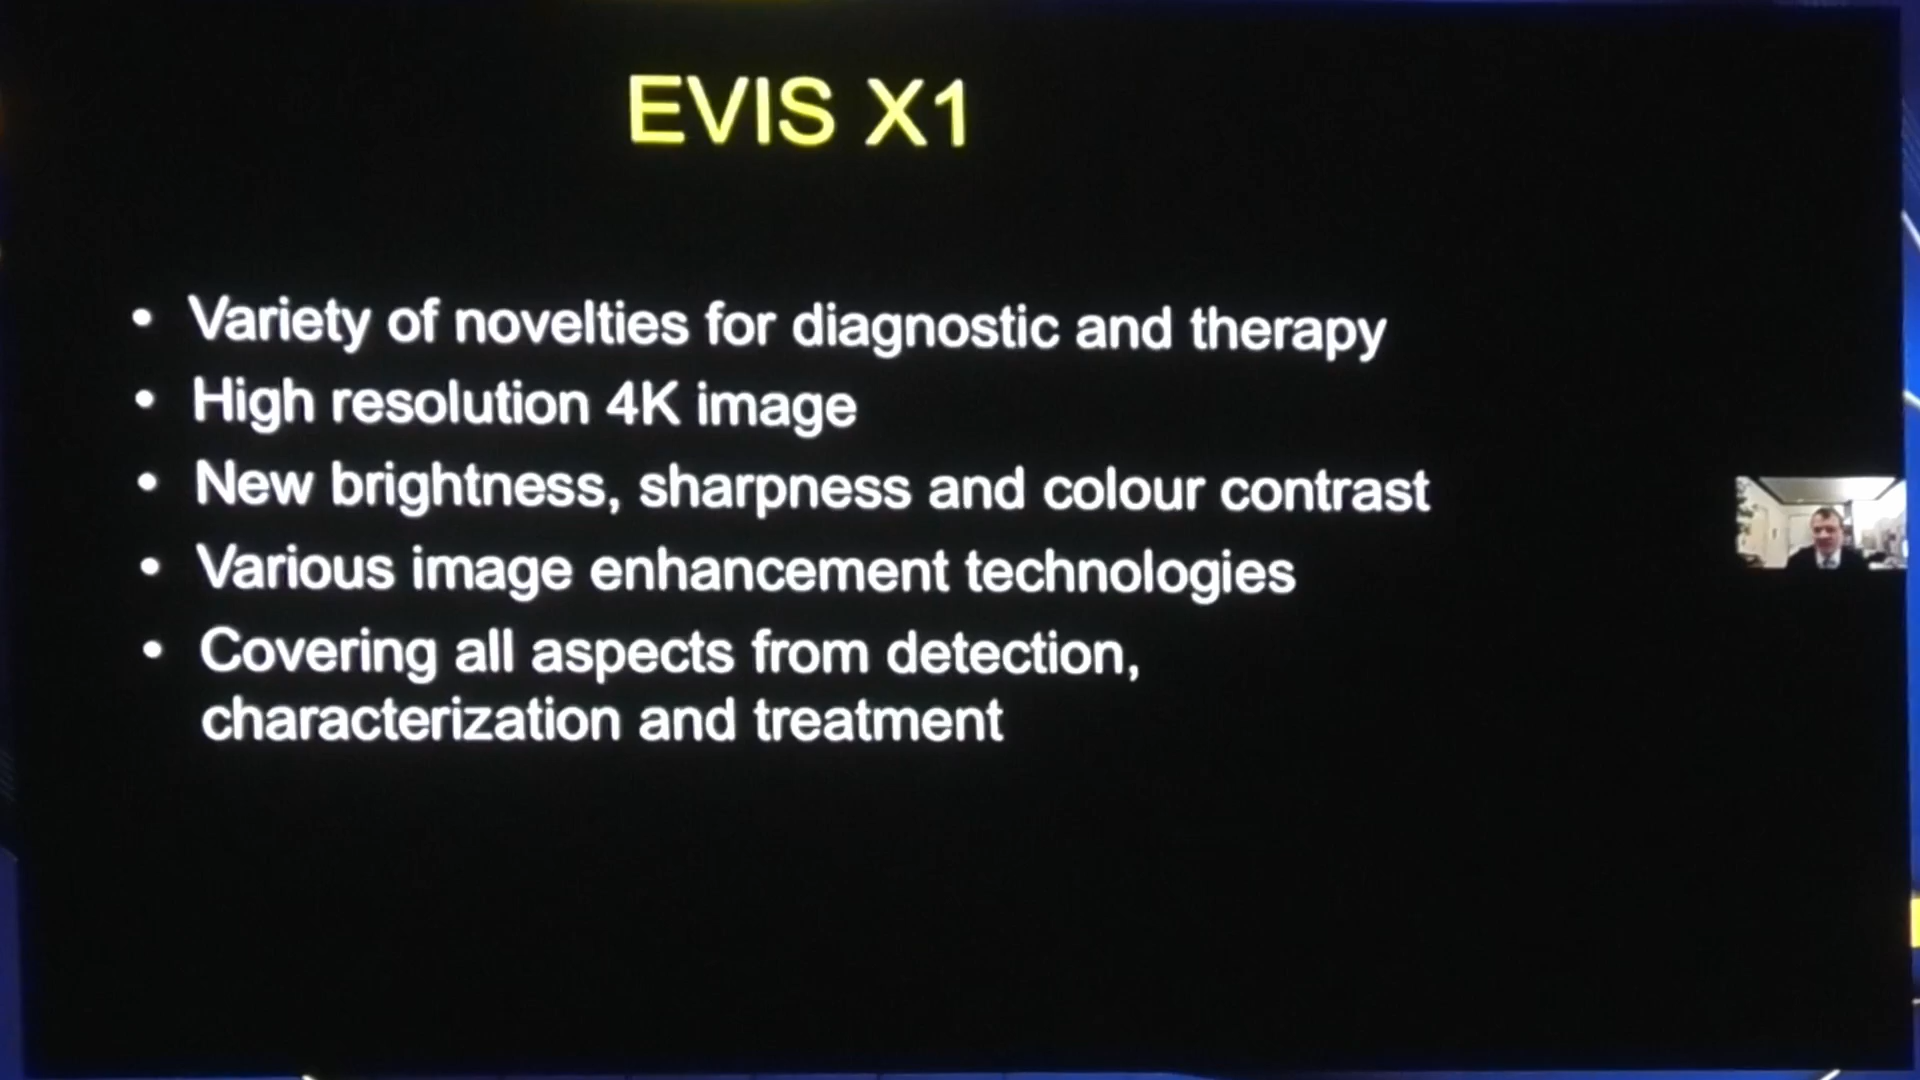 EVIS X1
• Variety of novelties for diagnostic and therapy
• High resolution 4K image
• New brightness, sharpness and colour contrast
• Various image enhancement technologies
• Covering all aspects from detection,
characterization and treatment